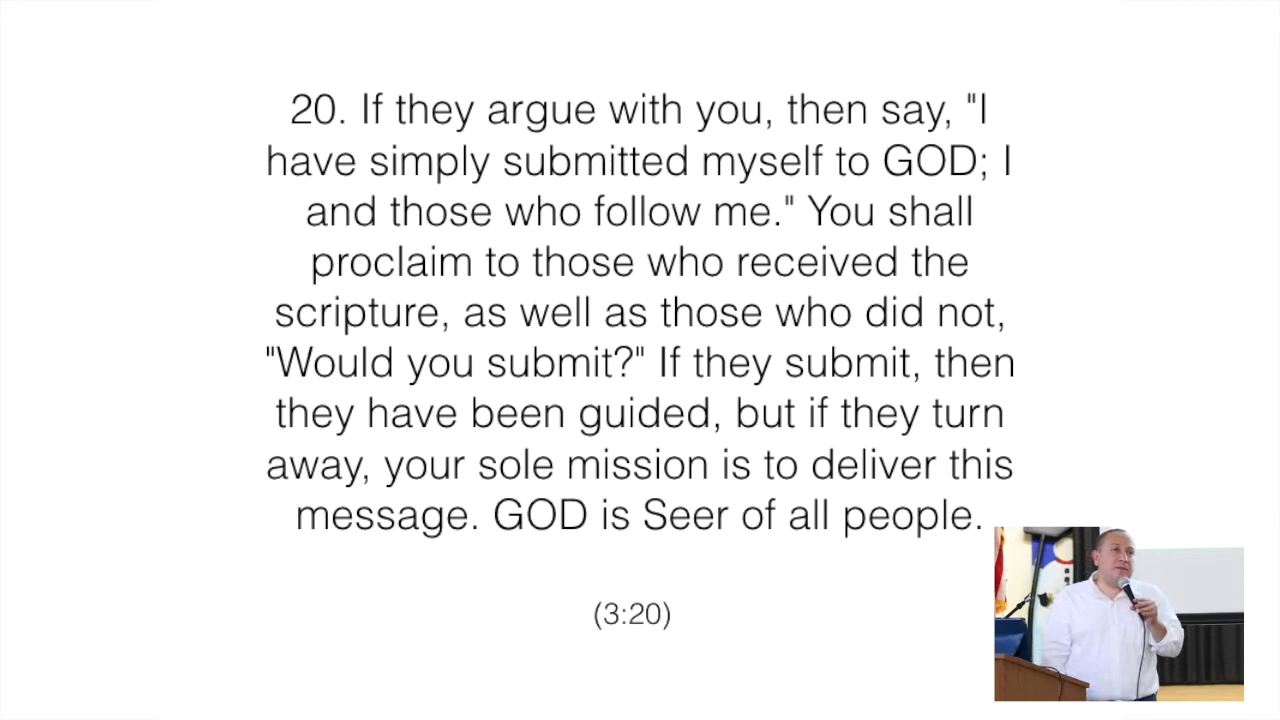 20. If they argue with you, then say, "I
have simply submitted myself to GOD; I
and those who follow me." You shall
proclaim to those who received the
scripture, as well as those who did not,
"Would you submit?" If they submit, then
they have been guided, but if they turn
away, your sole mission is to deliver this
message. GOD is Seer of all people.
(3:20)